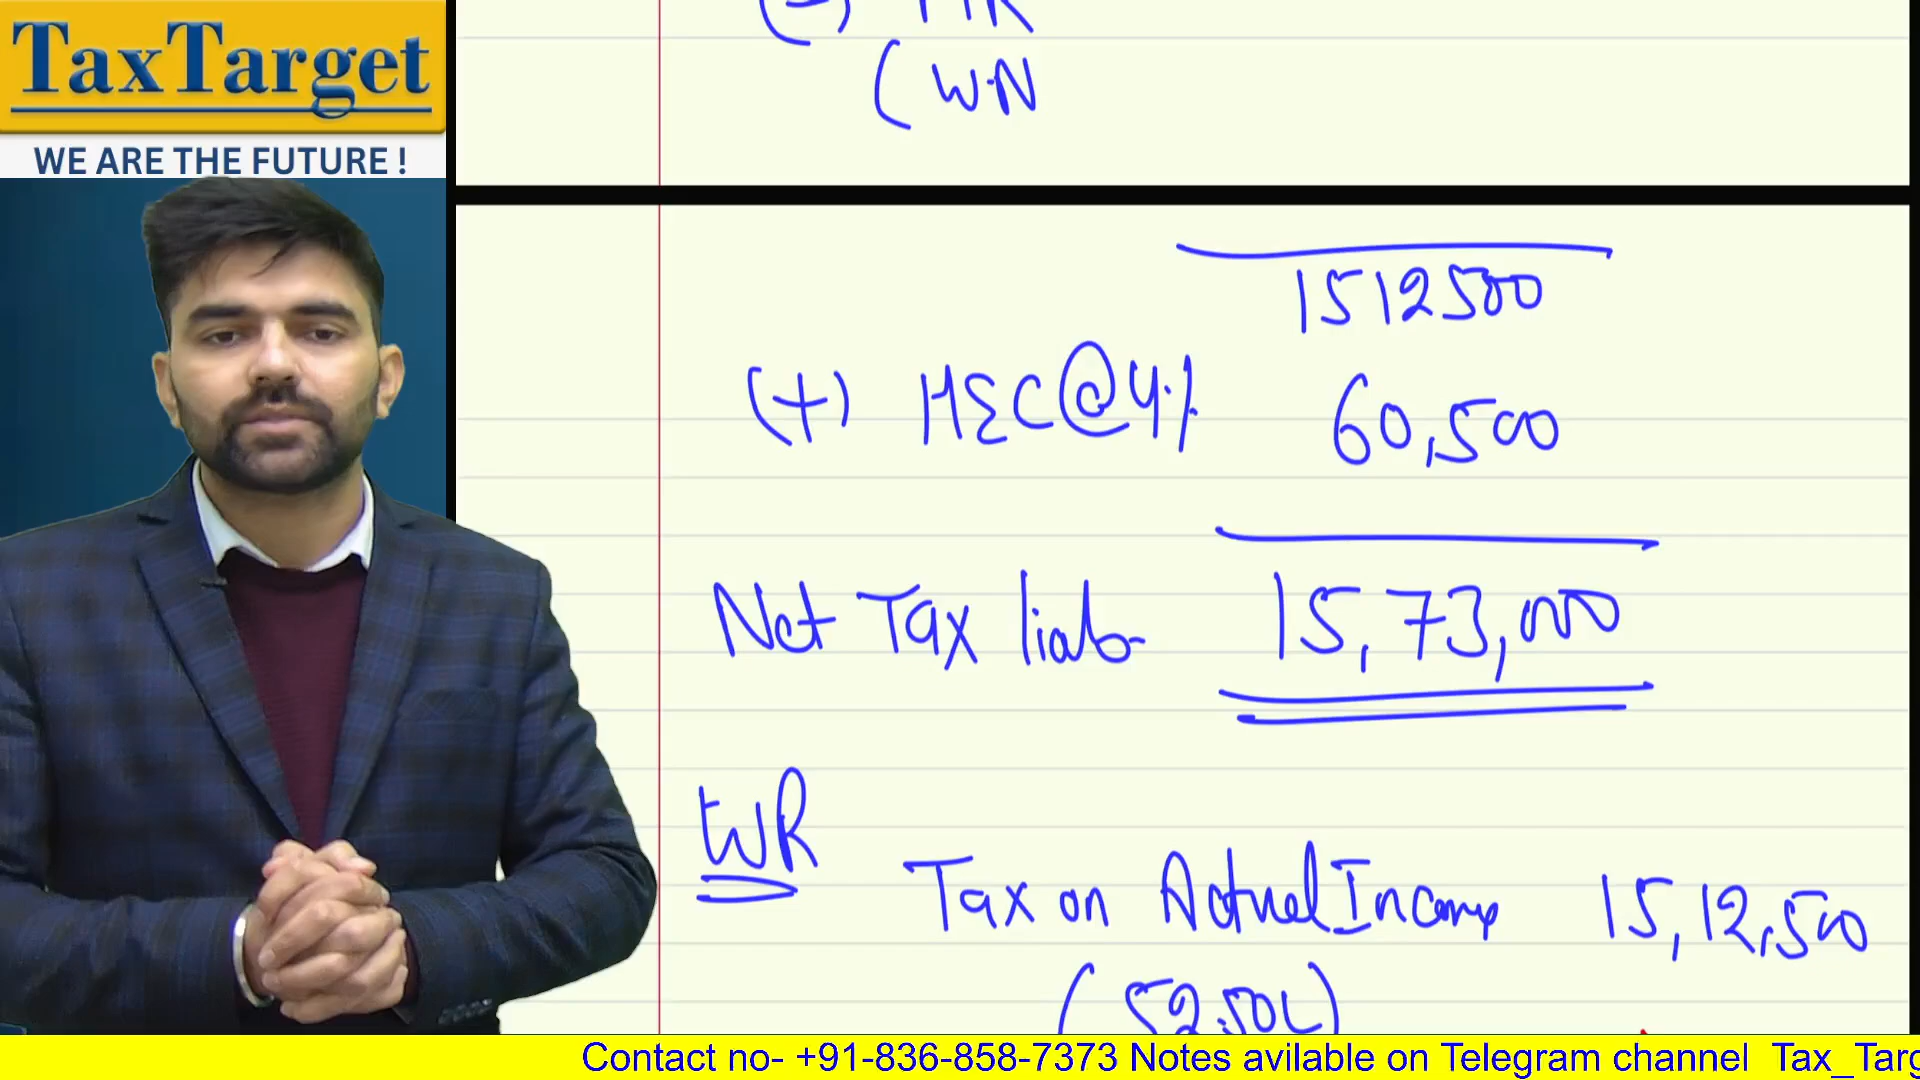 TaxTarget
WE ARE THE FUTURE !
(W.N
1512500
(+) HEC@4% 60,500
Net Tax liab- 15,73,000
WR
Tax on Actual Income 15,12,500
(52.50L)
Contact no- +91-836-858-7373 Notes avilable on Telegram channel Tax_Targ